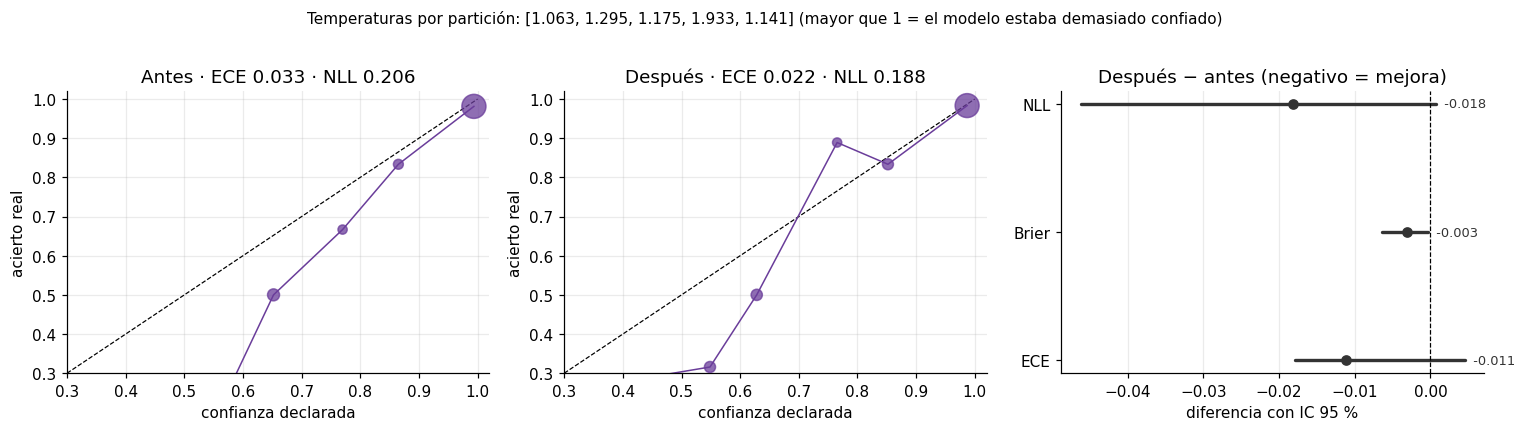 Temperaturas por partición: [1.063, 1.295, 1.175, 1.933, 1.141] (mayor que 1 = el modelo estaba demasiado confiado)
Antes · ECE 0.033 · NLL 0.206
1.0
0.9
0.8
0.7
0.6
0.5
0.4
0.3
acierto real
0.3 0.4 0.5 0.6 0.7 0.8 0.9 1.0
confianza declarada
Después · ECE 0.022 · NLL 0.188
1.0
0.9
0.8
0.7
0.6
0.5
0.4
0.3
acierto real
0.3 0.4 0.5 0.6 0.7 0.8 0.9 1.0
confianza declarada
Después − antes (negativo = mejora)
NLL -0.018
Brier -0.003
ECE -0.011
−0.04 −0.03 −0.02 −0.01 0.00
diferencia con IC 95 %